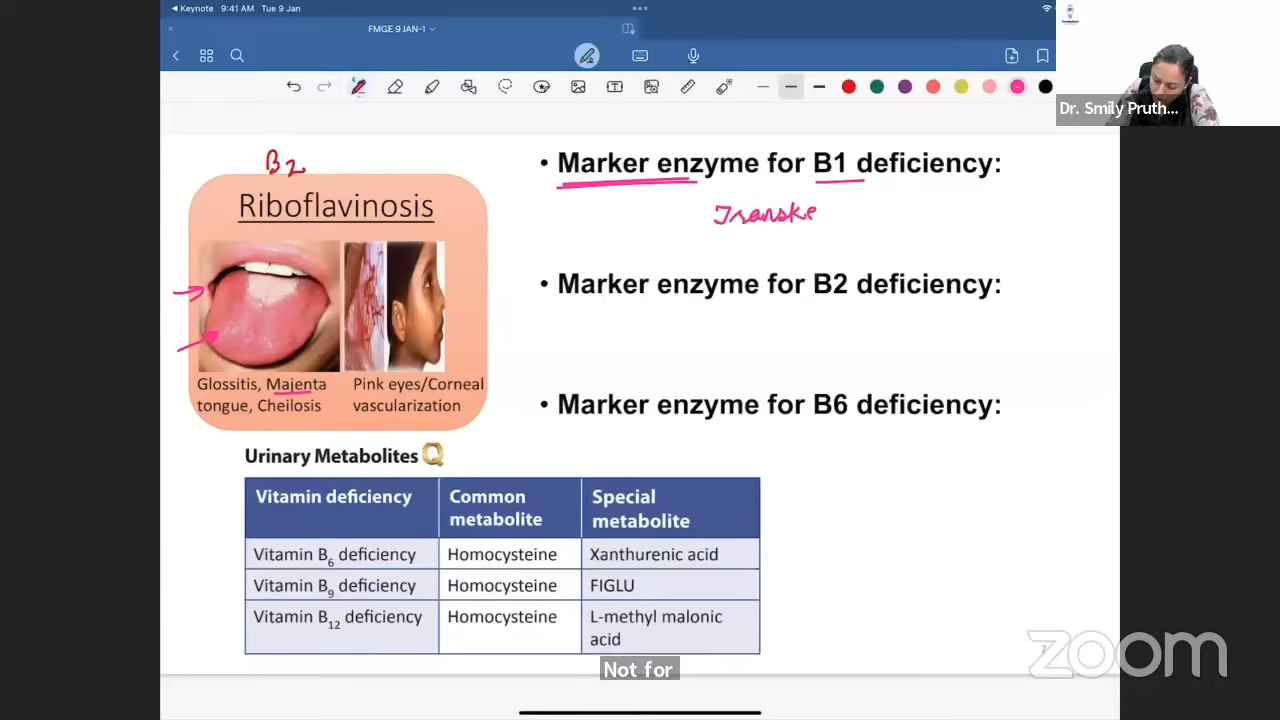 Keynote 9:41 AM Tue 9 Jan
FMGE 9 JAN-1
Dr. Smily Pruth...
B2
Riboflavinosis
Glossitis, Majenta
tongue, Cheilosis
Pink eyes/Corneal
vascularization
• Marker enzyme for B1 deficiency:
Transke
• Marker enzyme for B2 deficiency:
• Marker enzyme for B6 deficiency:
Urinary Metabolites Q
Vitamin deficiency Common metabolite Special metabolite
Vitamin B6 deficiency Homocysteine Xanthurenic acid
Vitamin B9 deficiency Homocysteine FIGLU
Vitamin B12 deficiency Homocysteine L-methyl malonic acid
Not for
zoom